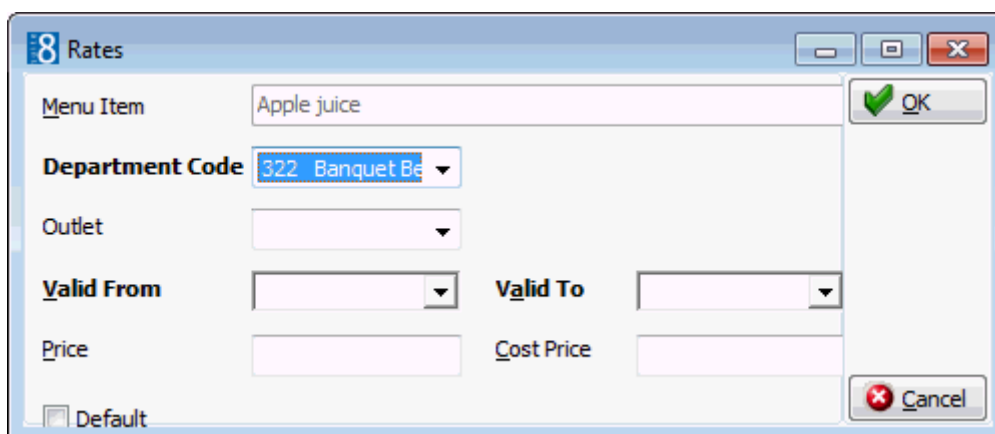 8 Rates
Menu Item Apple juice OK
Department Code 322 Banquet Be
Outlet
Valid From Valid To
Price Cost Price
Default Cancel